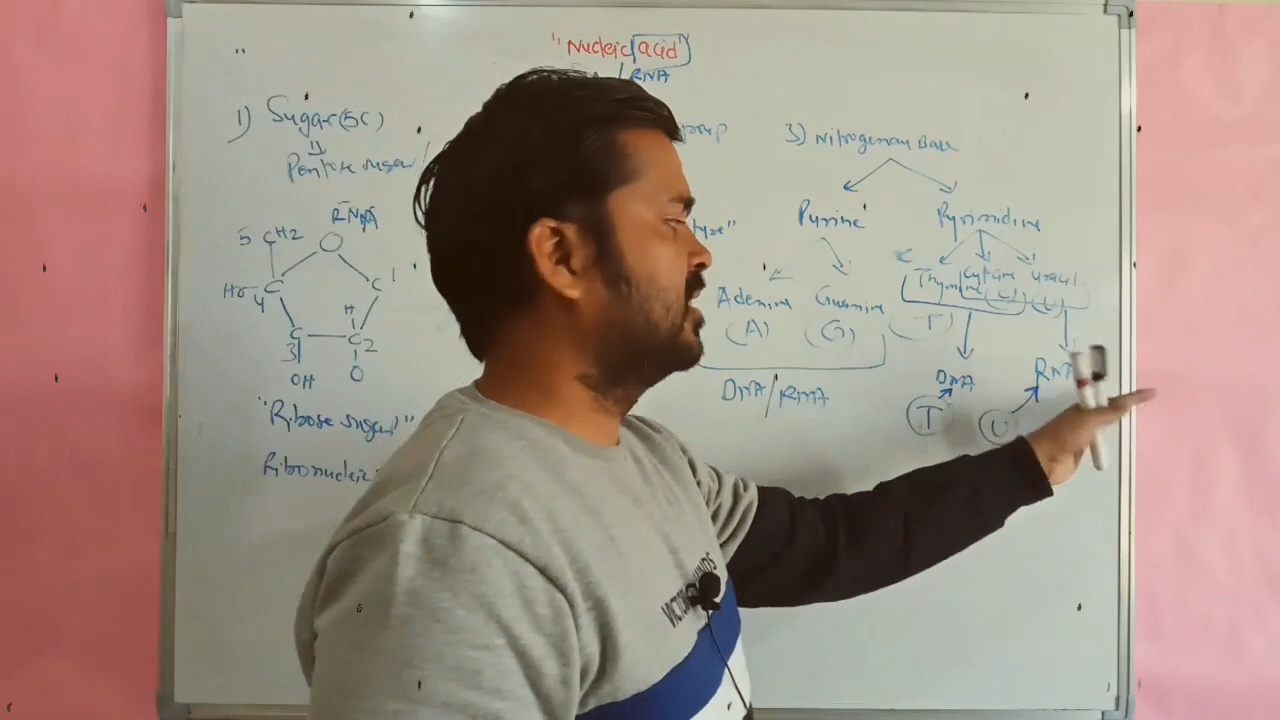 "Nucleic acid"
/RNA
1) Sugar(5C)
Pentose sugar/
RNA
5 CH2 O
HO C 4 C 1
H
C 3 C 2
OH O
"Ribose sugar"
Ribonucleic
3) Nitrogenous Base
Purine Pyrimidine
Adenine Guanine Thymine Cytosine Uracil
(A) (G) (T) (C) (U)
DNA/RNA
DNA RNA
T U